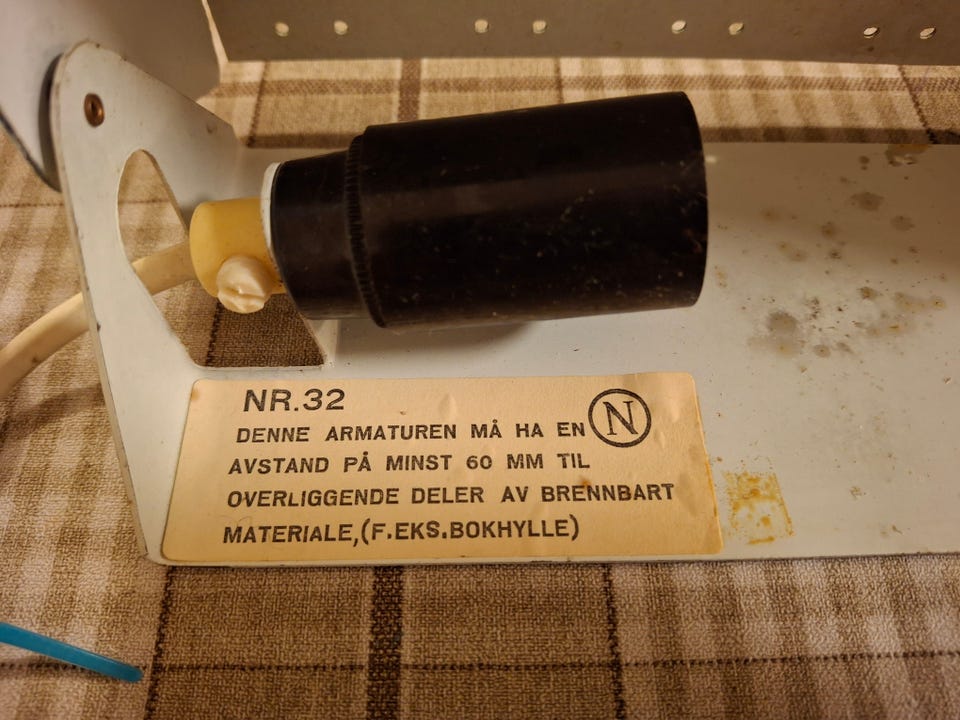 NR.32
DENNE ARMATUREN MÅ HA EN N
AVSTAND PÅ MINST 60 MM TIL
OVERLIGGENDE DELER AV BRENNBART
MATERIALE,(F.EKS.BOKHYLLE)